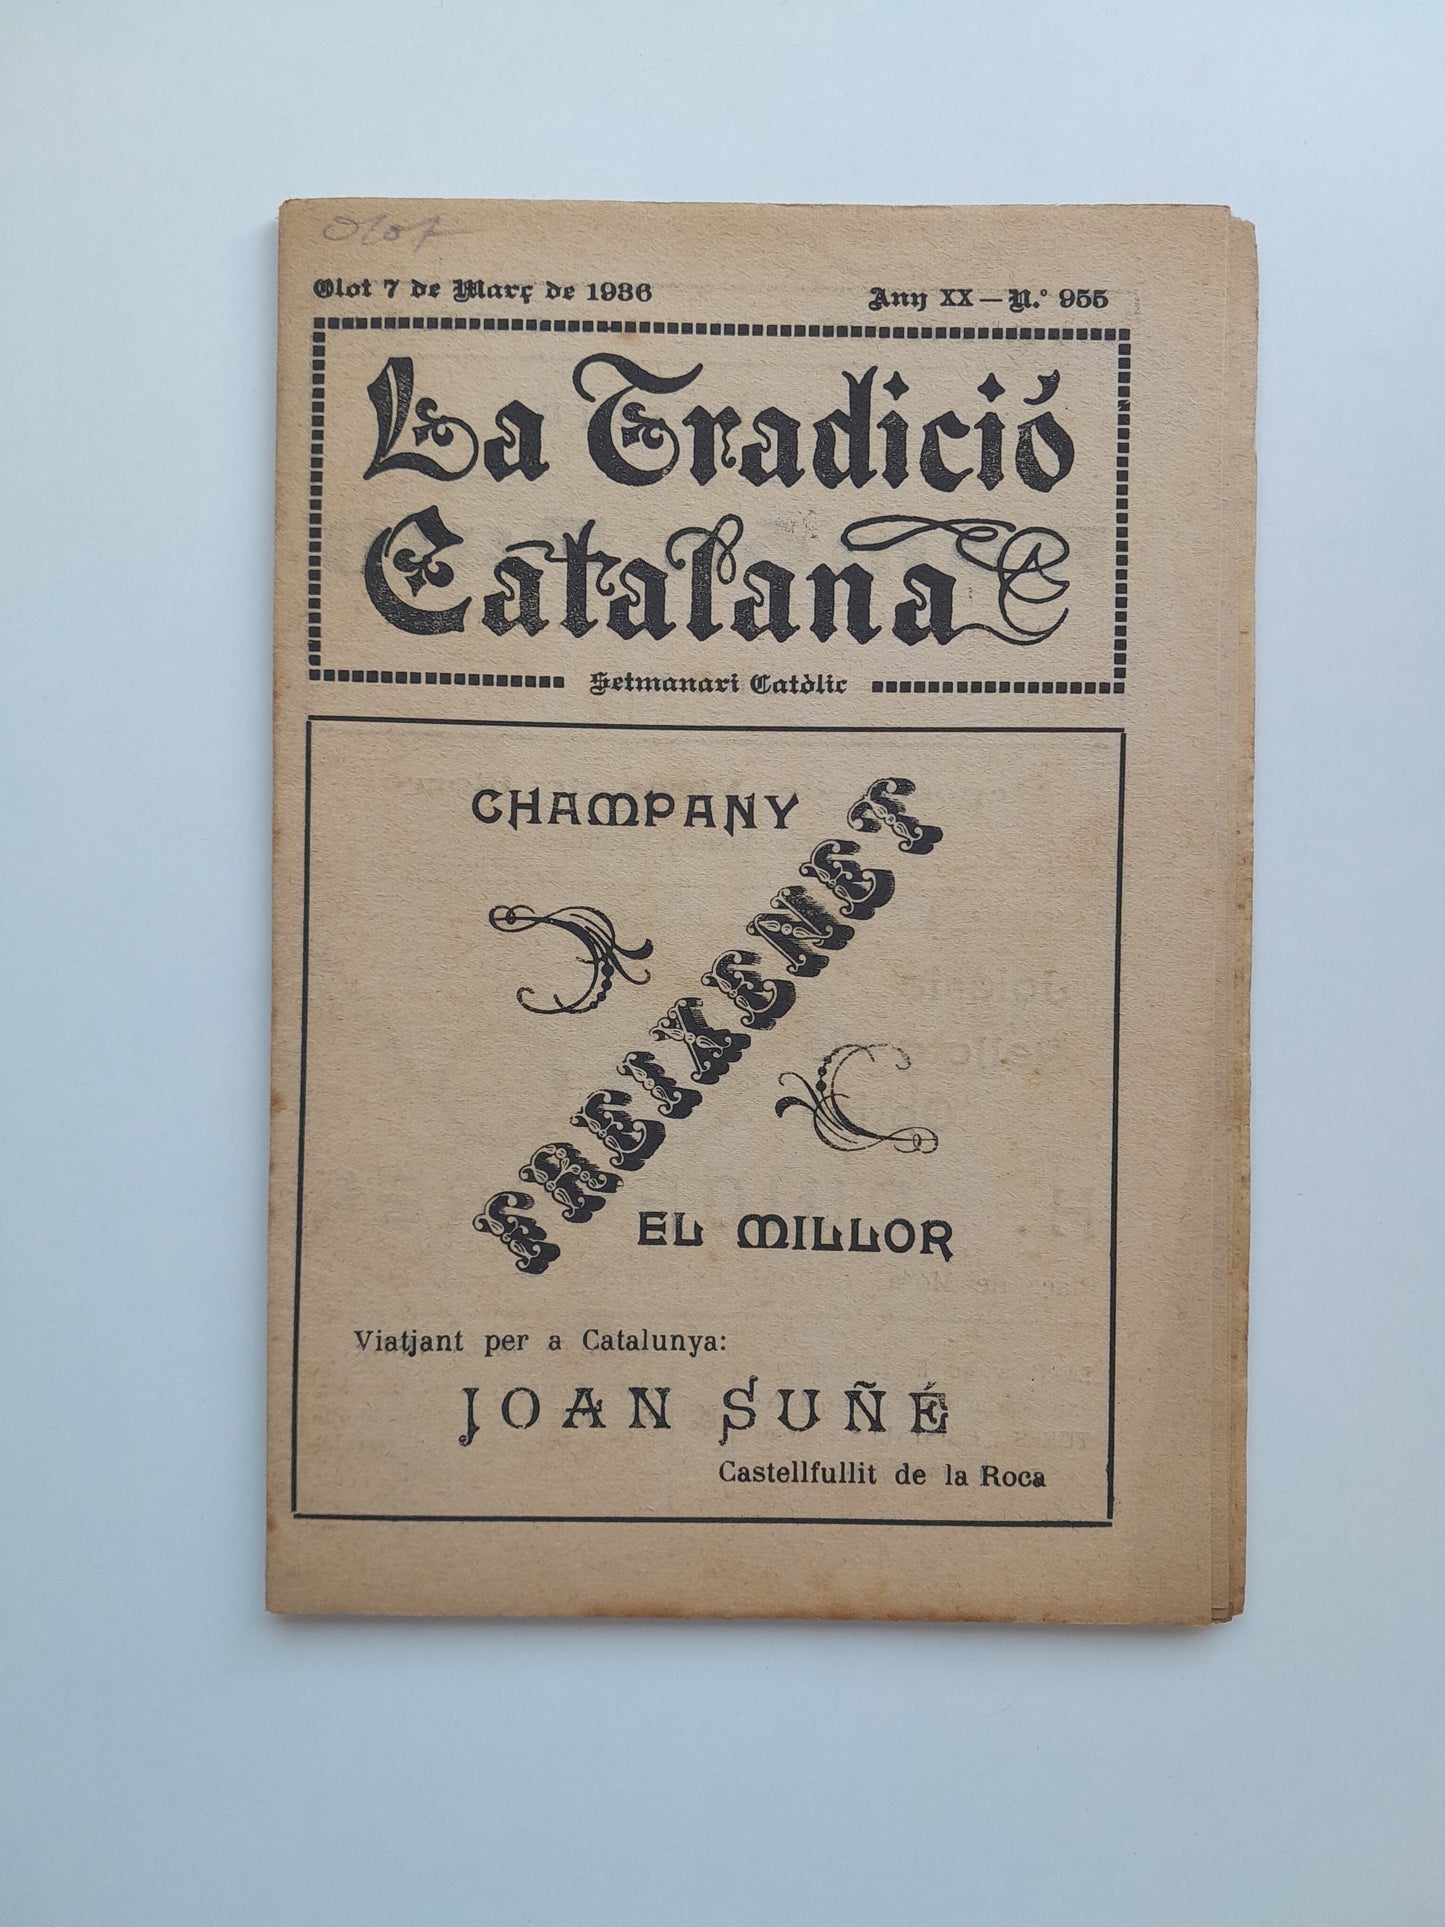 Olot
Olot 7 de Març de 1936
Any XX — N.° 955
La Tradició
Catalana
Setmanari Catòlic
CHAMPANY
FREIXENET
EL MILLOR
Viatjant per a Catalunya:
JOAN SUÑÉ
Castellfullit de la Roca